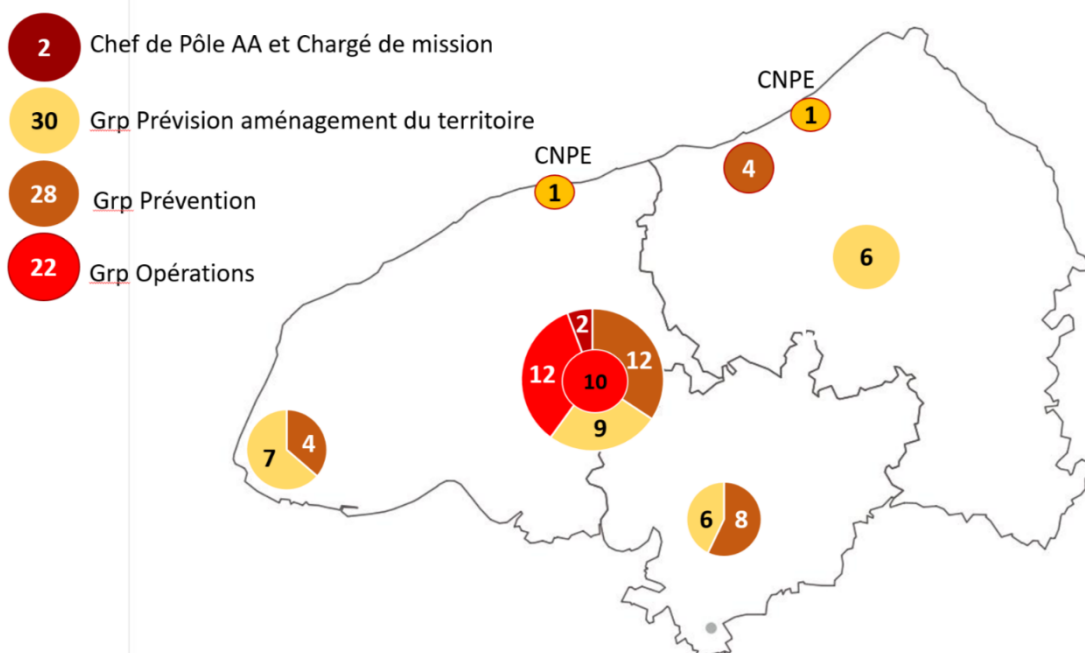 2 Chef de Pôle AA et Chargé de mission
30 Grp Prévision aménagement du territoire
28 Grp Prévention
22 Grp Opérations
CNPE
1
4
CNPE
1
6
2
12
12
10
9
4
7
6
8